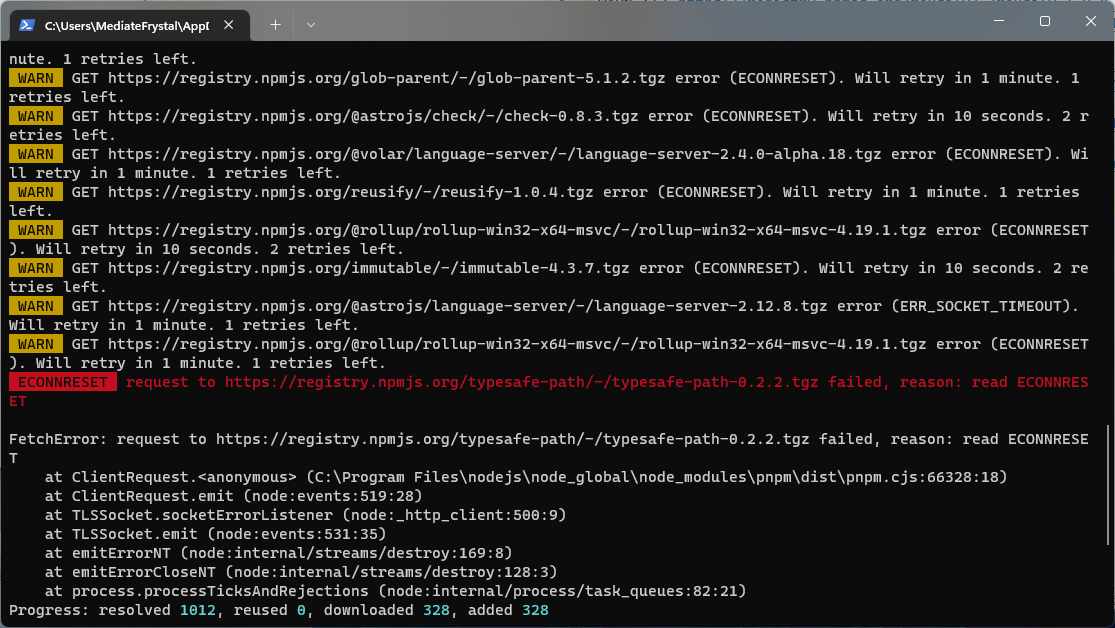 C:\Users\MediateFrystal\AppD
nute. 1 retries left.
WARN GET https://registry.npmjs.org/glob-parent/-/glob-parent-5.1.2.tgz error (ECONNRESET). Will retry in 1 minute. 1
retries left.
WARN GET https://registry.npmjs.org/@astrojs/check/-/check-0.8.3.tgz error (ECONNRESET). Will retry in 10 seconds. 2 r
etries left.
WARN GET https://registry.npmjs.org/@volar/language-server/-/language-server-2.4.0-alpha.18.tgz error (ECONNRESET). Wi
ll retry in 1 minute. 1 retries left.
WARN GET https://registry.npmjs.org/reusify/-/reusify-1.0.4.tgz error (ECONNRESET). Will retry in 1 minute. 1 retries
left.
WARN GET https://registry.npmjs.org/@rollup/rollup-win32-x64-msvc/-/rollup-win32-x64-msvc-4.19.1.tgz error (ECONNRESET
). Will retry in 10 seconds. 2 retries left.
WARN GET https://registry.npmjs.org/immutable/-/immutable-4.3.7.tgz error (ECONNRESET). Will retry in 10 seconds. 2 re
tries left.
WARN GET https://registry.npmjs.org/@astrojs/language-server/-/language-server-2.12.8.tgz error (ERR_SOCKET_TIMEOUT).
Will retry in 1 minute. 1 retries left.
WARN GET https://registry.npmjs.org/@rollup/rollup-win32-x64-msvc/-/rollup-win32-x64-msvc-4.19.1.tgz error (ECONNRESET
). Will retry in 1 minute. 1 retries left.
ECONNRESET request to https://registry.npmjs.org/typesafe-path/-/typesafe-path-0.2.2.tgz failed, reason: read ECONNRES
ET
FetchError: request to https://registry.npmjs.org/typesafe-path/-/typesafe-path-0.2.2.tgz failed, reason: read ECONNRESE
T
at ClientRequest.<anonymous> (C:\Program Files\nodejs\node_global\node_modules\pnpm\dist\pnpm.cjs:66328:18)
at ClientRequest.emit (node:events:519:28)
at TLSSocket.socketErrorListener (node:_http_client:500:9)
at TLSSocket.emit (node:events:531:35)
at emitErrorNT (node:internal/streams/destroy:169:8)
at emitErrorCloseNT (node:internal/streams/destroy:128:3)
at process.processTicksAndRejections (node:internal/process/task_queues:82:21)
Progress: resolved 1012, reused 0, downloaded 328, added 328